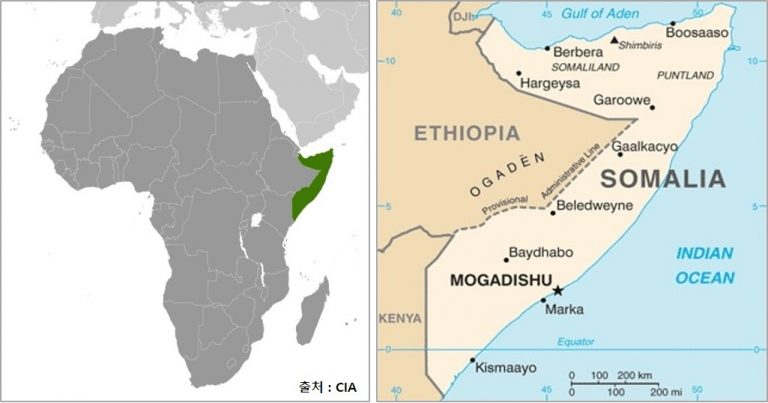 출처 : CIA
40
45
50
DJI.
Gulf of Aden
Boosaaso
Berbera
Shimbiris
10
SOMALILAND
10
PUNTLAND
Hargeysa
Garoowe
ETHIOPIA
Gaalkacyo
OGADĒN
Provisional
Administrative Line
SOMALIA
5
Beledweyne
5
Baydhabo
INDIAN
OCEAN
MOGADISHU
Marka
KENYA
Equator
0
0
Kismaayo
0 100 200 km
0 100 200 mi
40
45
50